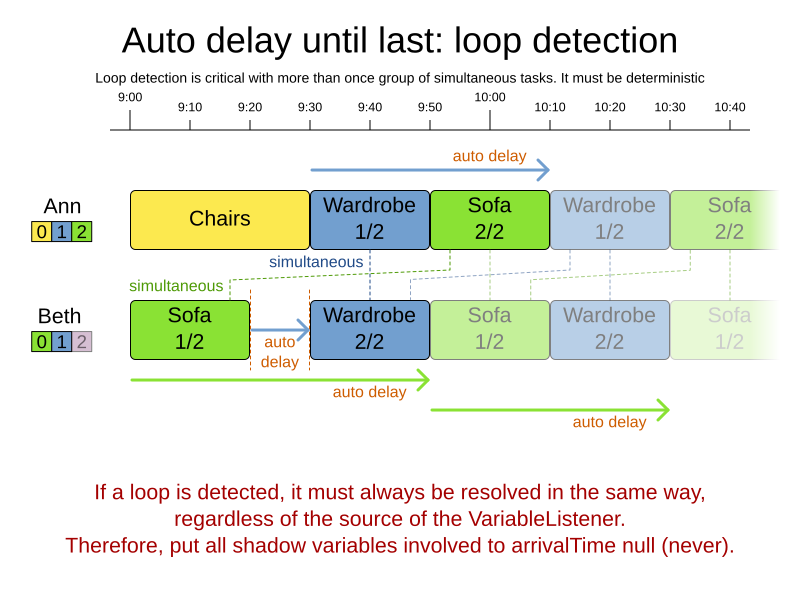 Auto delay until last: loop detection
Loop detection is critical with more than once group of simultaneous tasks. It must be deterministic
9:00 9:10 9:20 9:30 9:40 9:50 10:00 10:10 10:20 10:30 10:40
auto delay
Ann
0 1 2
Chairs
Wardrobe
1/2
Sofa
2/2
Wardrobe
1/2
Sofa
2/2
simultaneous
simultaneous
Beth
0 1 2
Sofa
1/2
auto
delay
Wardrobe
2/2
Sofa
1/2
Wardrobe
2/2
Sofa
1/2
auto delay
auto delay
If a loop is detected, it must always be resolved in the same way,
regardless of the source of the VariableListener.
Therefore, put all shadow variables involved to arrivalTime null (never).